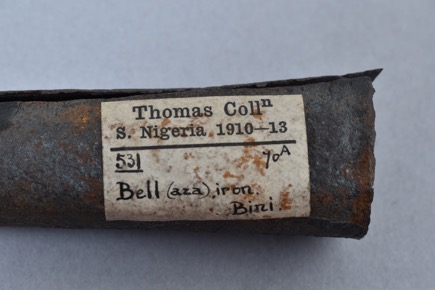 Thomas Collⁿ
S. Nigeria 1910—13
531 70A
Bell (aza), iron.
Bini.